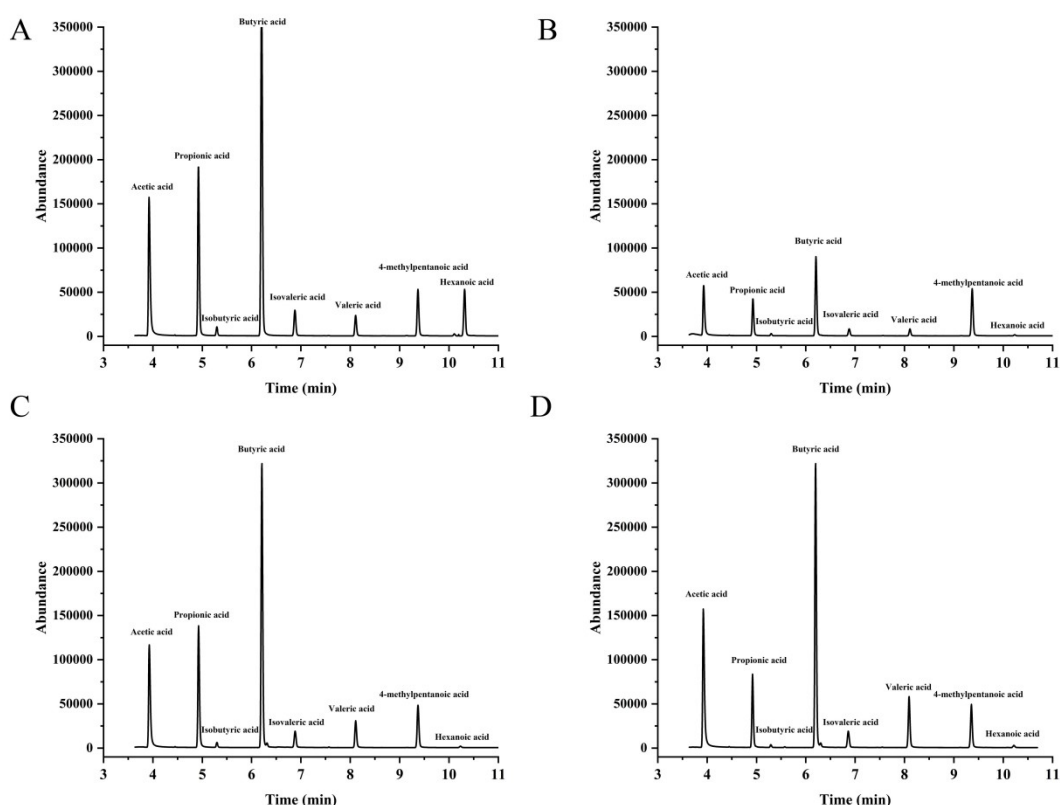 A
Abundance
350000
300000
250000
200000
150000
100000
50000
0
Butyric acid
Propionic acid
Acetic acid
4-methylpentanoic acid
Hexanoic acid
Isovaleric acid
Valeric acid
Isobutyric acid
3 4 5 6 7 8 9 10 11
Time (min)
B
Abundance
350000
300000
250000
200000
150000
100000
50000
0
Butyric acid
Acetic acid
4-methylpentanoic acid
Propionic acid
Isobutyric acid
Isovaleric acid
Valeric acid
Hexanoic acid
3 4 5 6 7 8 9 10 11
Time (min)
C
Abundance
350000
300000
250000
200000
150000
100000
50000
0
Butyric acid
Propionic acid
Acetic acid
4-methylpentanoic acid
Valeric acid
Isovaleric acid
Isobutyric acid
Hexanoic acid
3 4 5 6 7 8 9 10 11
Time (min)
D
Abundance
350000
300000
250000
200000
150000
100000
50000
0
Butyric acid
Acetic acid
Propionic acid
Valeric acid
4-methylpentanoic acid
Isovaleric acid
Isobutyric acid
Hexanoic acid
3 4 5 6 7 8 9 10 11
Time (min)